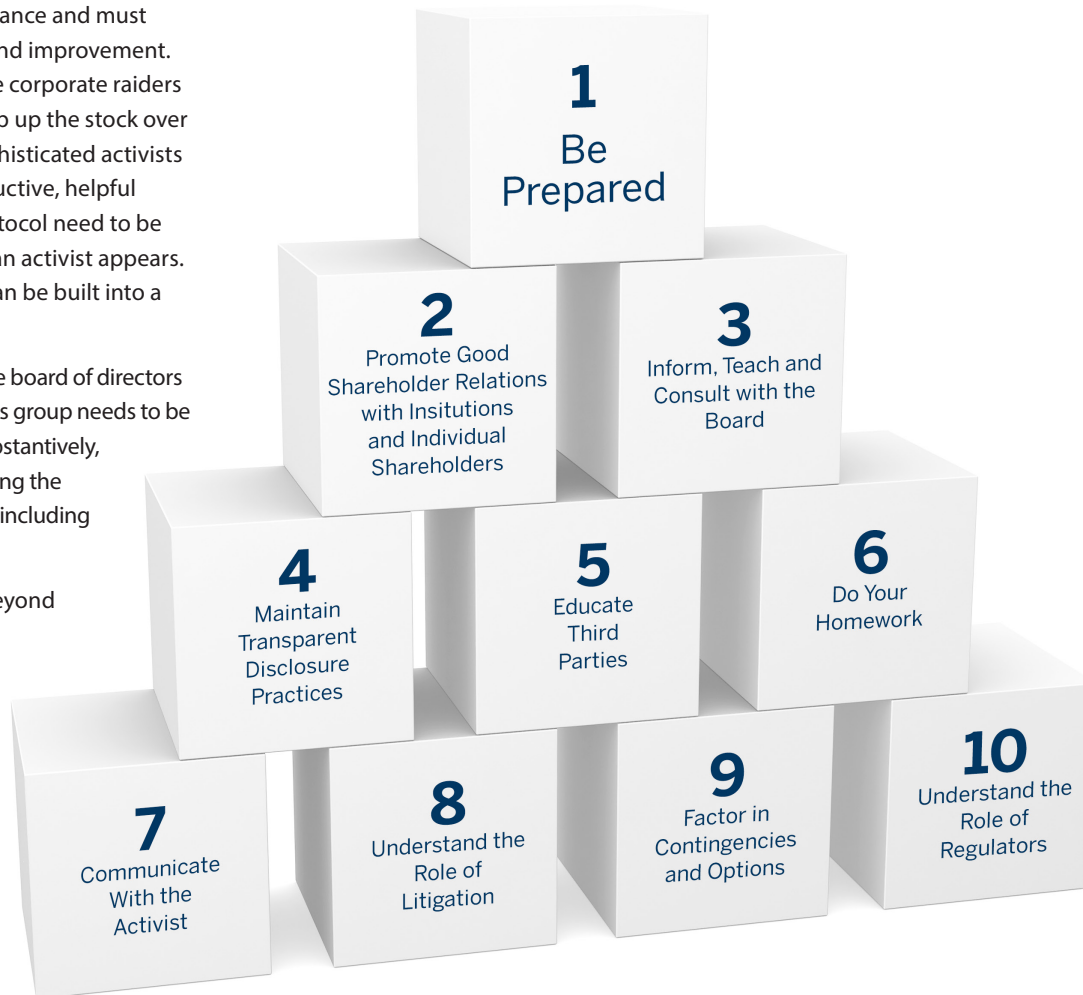 ance and must
nd improvement.
e corporate raiders
p up the stock over
histicated activists
uctive, helpful
tocol need to be
an activist appears.
an be built into a
e board of directors
s group needs to be
bstantively,
ing the
including
eyond
1
Be
Prepared
2
Promote Good
Shareholder Relations
with Insitutions
and Individual
Shareholders
3
Inform, Teach and
Consult with the
Board
4
Maintain
Transparent
Disclosure
Practices
5
Educate
Third
Parties
6
Do Your
Homework
7
Communicate
With the
Activist
8
Understand the
Role of
Litigation
9
Factor in
Contingencies
and Options
10
Understand the
Role of
Regulators